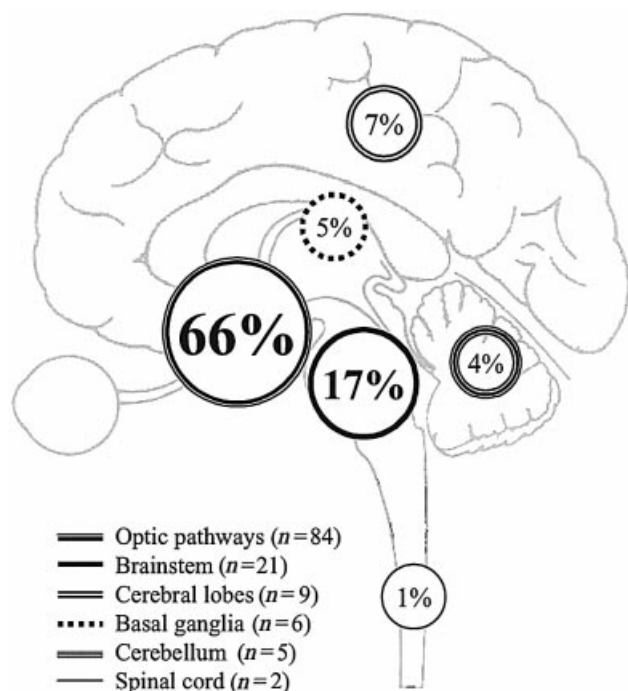 7%
5%
66%
17%
4%
Optic pathways (n=84)
Brainstem (n=21)
Cerebral lobes (n=9)
Basal ganglia (n=6)
Cerebellum (n=5)
1%
Spinal cord (n=2)